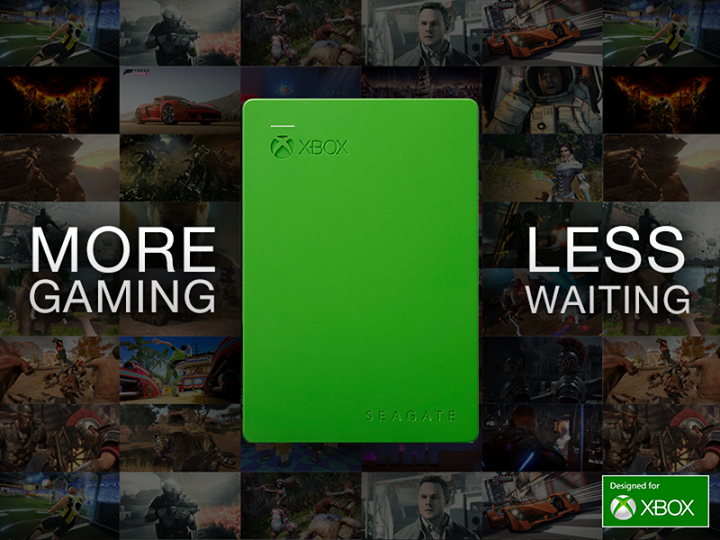 XBOX
MORE
GAMING
LESS
WAITING
SEAGATE
Designed for
XBOX